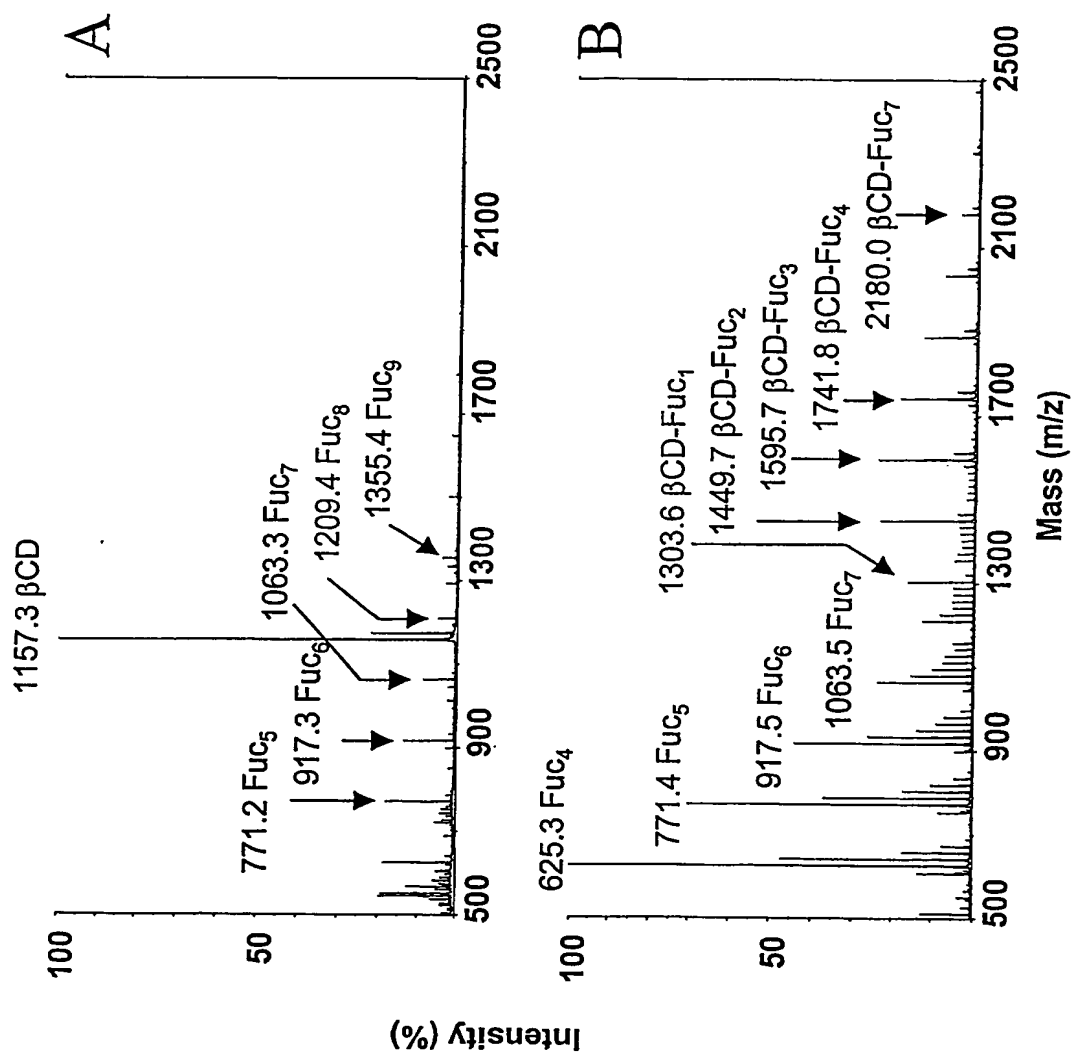 A
1157.3 βCD
771.2 Fuc5
917.3 Fuc6
1063.3 Fuc7
1209.4 Fuc8
1355.4 Fuc9
100
50
500
900
1300
1700
2100
2500
B
625.3 Fuc4
771.4 Fuc5
917.5 Fuc6
1063.5 Fuc7
1303.6 βCD-Fuc1
1449.7 βCD-Fuc2
1595.7 βCD-Fuc3
1741.8 βCD-Fuc4
2180.0 βCD-Fuc7
100
50
500
900
1300
1700
2100
2500
Mass (m/z)
Intensity (%)